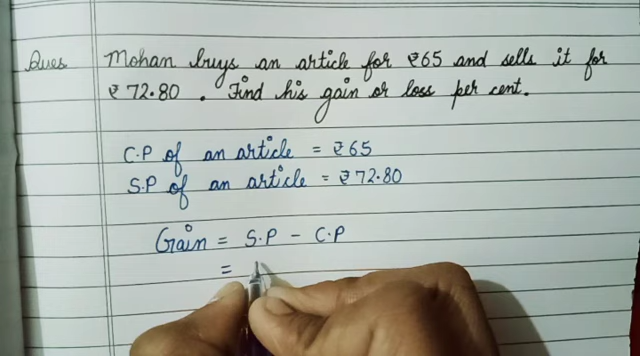 Ques Mohan buys an article for ₹65 and sells it for
₹72.80. Find his gain or loss per cent.
C.P of an article = ₹65
S.P of an article = ₹72.80
Gain = S.P - C.P
=